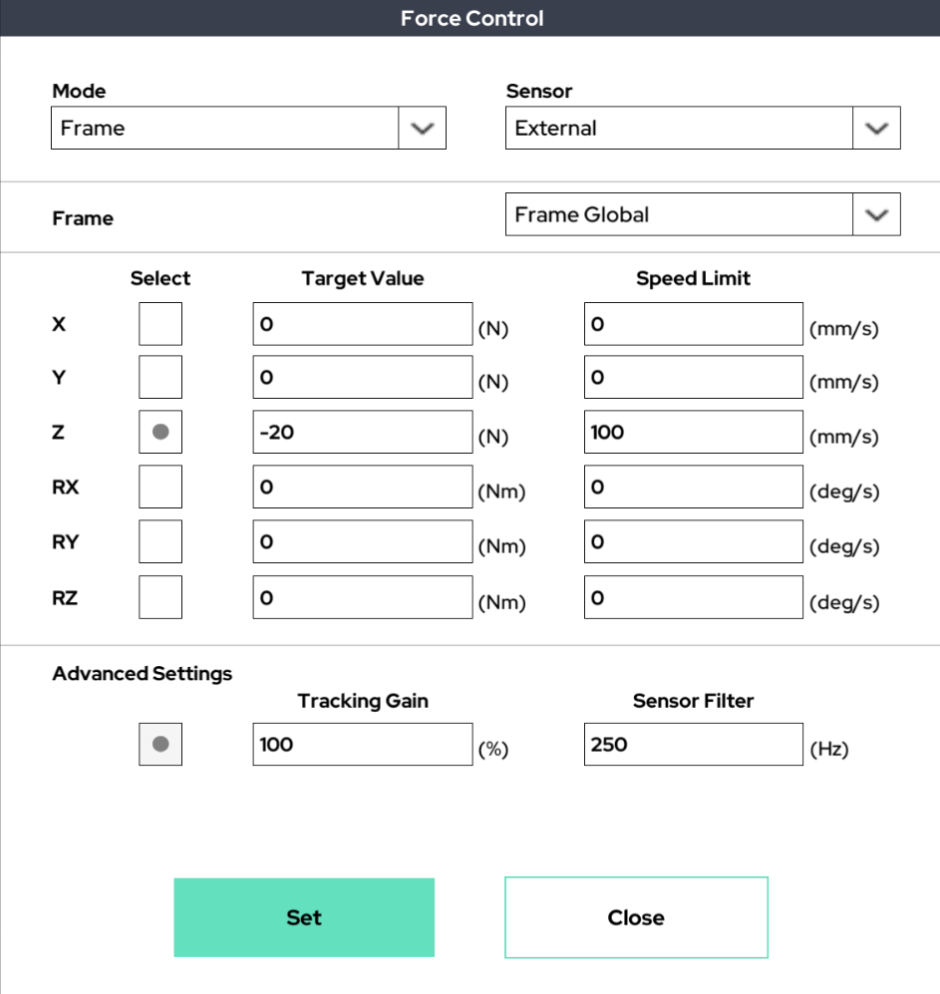 Force Control
Mode Sensor
Frame External
Frame Frame Global
Select Target Value Speed Limit
X 0 (N) 0 (mm/s)
Y 0 (N) 0 (mm/s)
Z -20 (N) 100 (mm/s)
RX 0 (Nm) 0 (deg/s)
RY 0 (Nm) 0 (deg/s)
RZ 0 (Nm) 0 (deg/s)
Advanced Settings
Tracking Gain Sensor Filter
100 (%) 250 (Hz)
Set Close